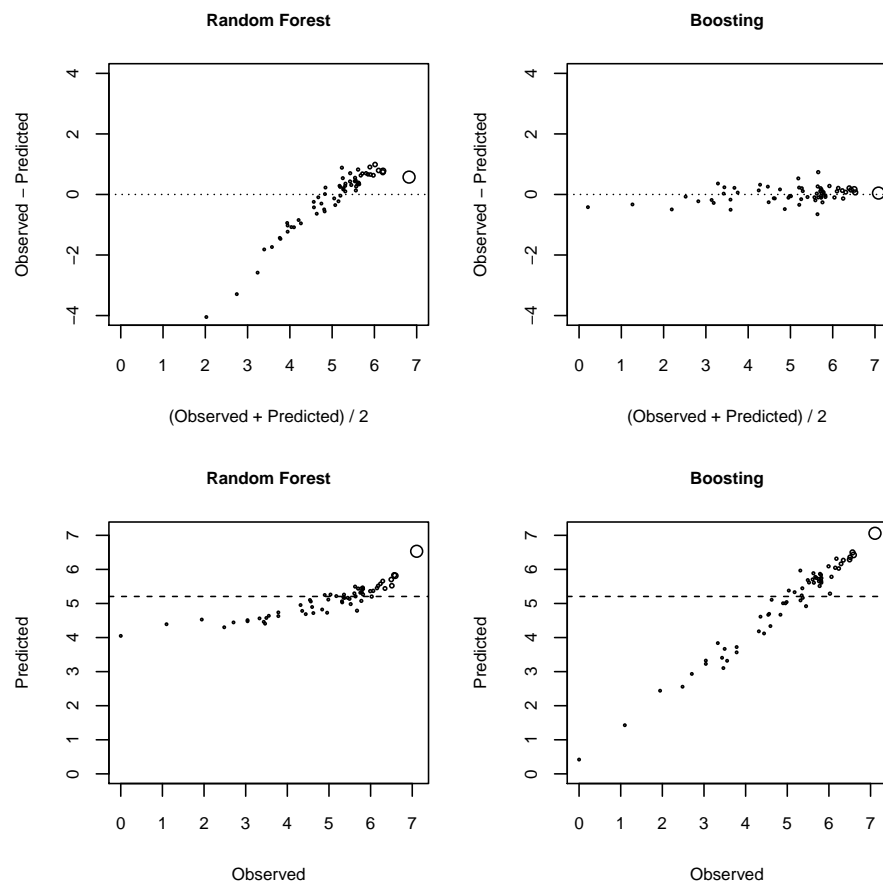 Random Forest
Boosting
4
2
0
−2
−4
Observed − Predicted
0 1 2 3 4 5 6 7
(Observed + Predicted) / 2
4
2
0
−2
−4
Observed − Predicted
0 1 2 3 4 5 6 7
(Observed + Predicted) / 2
Random Forest
Boosting
7
6
5
4
3
2
1
0
Predicted
0 1 2 3 4 5 6 7
Observed
7
6
5
4
3
2
1
0
Predicted
0 1 2 3 4 5 6 7
Observed